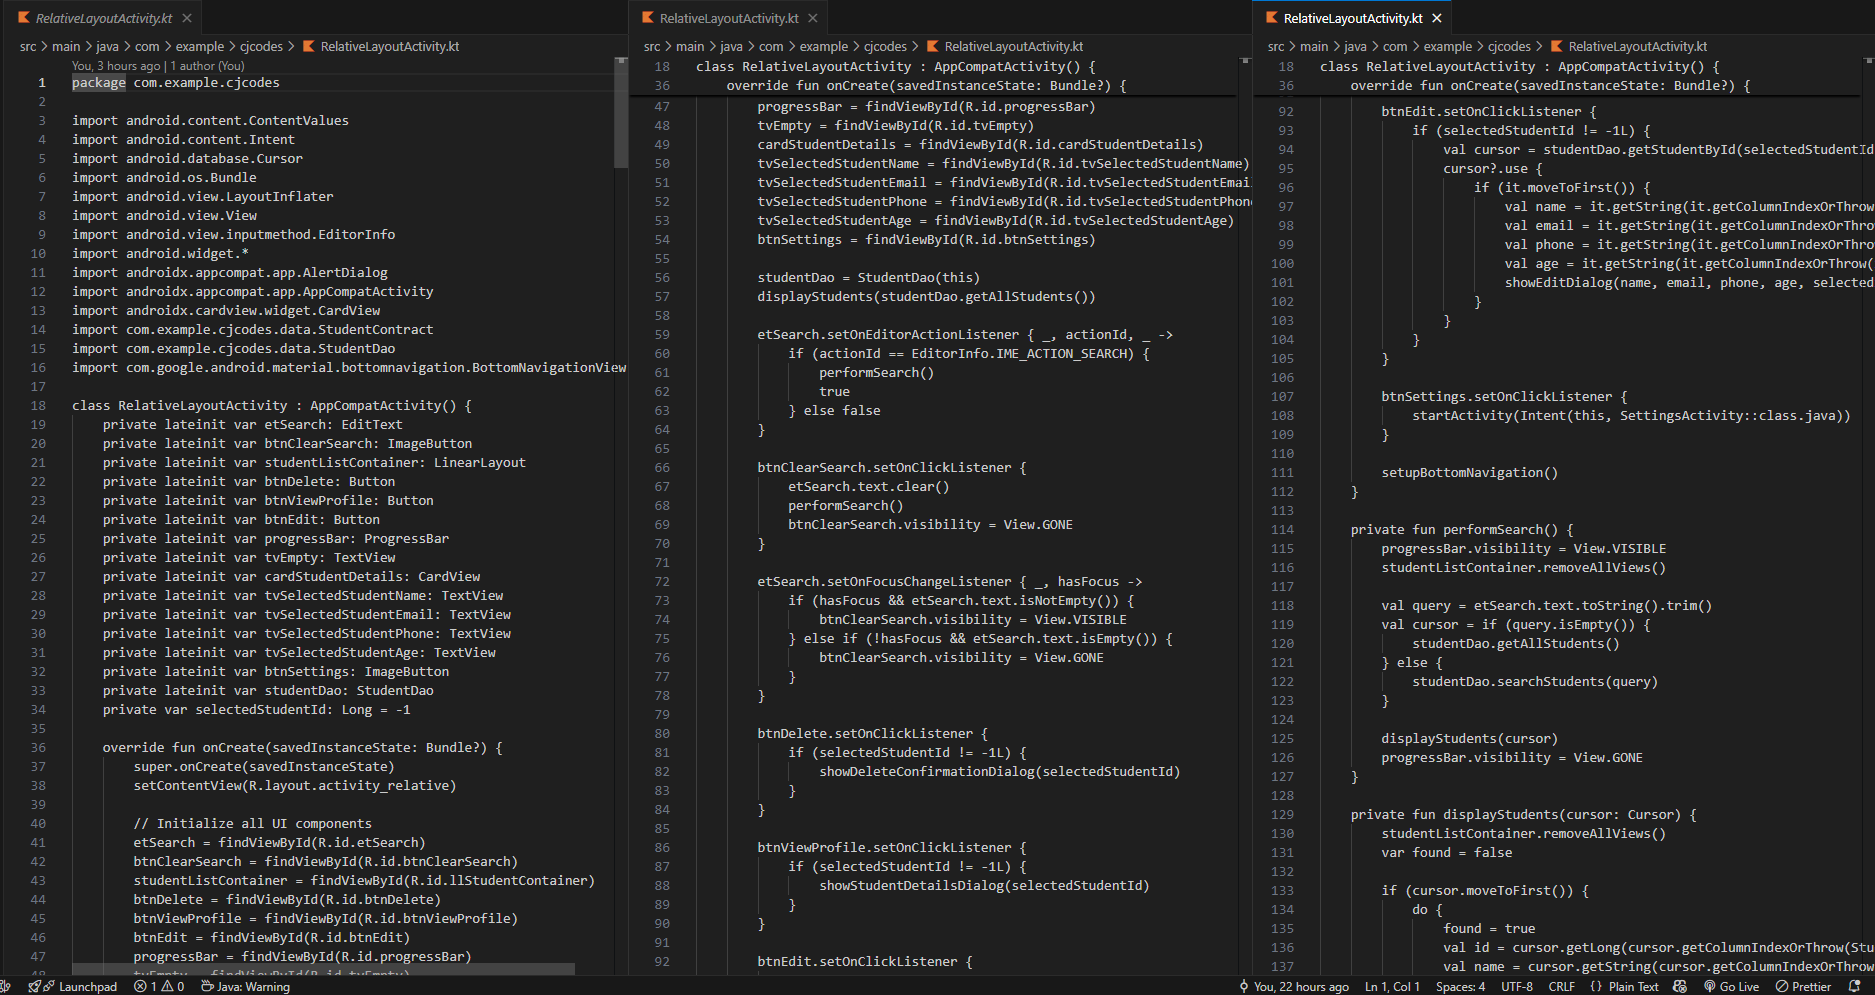 RelativeLayoutActivity.kt
src > main > java > com > example > cjcodes > RelativeLayoutActivity.kt
You, 3 hours ago | 1 author (You)
1 package com.example.cjcodes
2
3 import android.content.ContentValues
4 import android.content.Intent
5 import android.database.Cursor
6 import android.os.Bundle
7 import android.view.LayoutInflater
8 import android.view.View
9 import android.view.inputmethod.EditorInfo
10 import android.widget.*
11 import androidx.appcompat.app.AlertDialog
12 import androidx.appcompat.app.AppCompatActivity
13 import androidx.cardview.widget.CardView
14 import com.example.cjcodes.data.StudentContract
15 import com.example.cjcodes.data.StudentDao
16 import com.google.android.material.bottomnavigation.BottomNavigationView
17
18 class RelativeLayoutActivity : AppCompatActivity() {
19 private lateinit var etSearch: EditText
20 private lateinit var btnClearSearch: ImageButton
21 private lateinit var studentListContainer: LinearLayout
22 private lateinit var btnDelete: Button
23 private lateinit var btnViewProfile: Button
24 private lateinit var btnEdit: Button
25 private lateinit var progressBar: ProgressBar
26 private lateinit var tvEmpty: TextView
27 private lateinit var cardStudentDetails: CardView
28 private lateinit var tvSelectedStudentName: TextView
29 private lateinit var tvSelectedStudentEmail: TextView
30 private lateinit var tvSelectedStudentPhone: TextView
31 private lateinit var tvSelectedStudentAge: TextView
32 private lateinit var btnSettings: ImageButton
33 private lateinit var studentDao: StudentDao
34 private var selectedStudentId: Long = -1
35
36 override fun onCreate(savedInstanceState: Bundle?) {
37 super.onCreate(savedInstanceState)
38 setContentView(R.layout.activity_relative)
39
40 // Initialize all UI components
41 etSearch = findViewById(R.id.etSearch)
42 btnClearSearch = findViewById(R.id.btnClearSearch)
43 studentListContainer = findViewById(R.id.llStudentContainer)
44 btnDelete = findViewById(R.id.btnDelete)
45 btnViewProfile = findViewById(R.id.btnViewProfile)
46 btnEdit = findViewById(R.id.btnEdit)
47 progressBar = findViewById(R.id.progressBar)
48 tvEmpty = findViewById(R.id.tvEmpty)
RelativeLayoutActivity.kt
src > main > java > com > example > cjcodes > RelativeLayoutActivity.kt
18 class RelativeLayoutActivity : AppCompatActivity() {
36 override fun onCreate(savedInstanceState: Bundle?) {
47 progressBar = findViewById(R.id.progressBar)
48 tvEmpty = findViewById(R.id.tvEmpty)
49 cardStudentDetails = findViewById(R.id.cardStudentDetails)
50 tvSelectedStudentName = findViewById(R.id.tvSelectedStudentName)
51 tvSelectedStudentEmail = findViewById(R.id.tvSelectedStudentEmai
52 tvSelectedStudentPhone = findViewById(R.id.tvSelectedStudentPhon
53 tvSelectedStudentAge = findViewById(R.id.tvSelectedStudentAge)
54 btnSettings = findViewById(R.id.btnSettings)
55
56 studentDao = StudentDao(this)
57 displayStudents(studentDao.getAllStudents())
58
59 etSearch.setOnEditorActionListener { _, actionId, _ ->
60 if (actionId == EditorInfo.IME_ACTION_SEARCH) {
61 performSearch()
62 true
63 } else false
64 }
65
66 btnClearSearch.setOnClickListener {
67 etSearch.text.clear()
68 performSearch()
69 btnClearSearch.visibility = View.GONE
70 }
71
72 etSearch.setOnFocusChangeListener { _, hasFocus ->
73 if (hasFocus && etSearch.text.isNotEmpty()) {
74 btnClearSearch.visibility = View.VISIBLE
75 } else if (!hasFocus && etSearch.text.isEmpty()) {
76 btnClearSearch.visibility = View.GONE
77 }
78 }
79
80 btnDelete.setOnClickListener {
81 if (selectedStudentId != -1L) {
82 showDeleteConfirmationDialog(selectedStudentId)
83 }
84 }
85
86 btnViewProfile.setOnClickListener {
87 if (selectedStudentId != -1L) {
88 showStudentDetailsDialog(selectedStudentId)
89 }
90 }
91
92 btnEdit.setOnClickListener {
RelativeLayoutActivity.kt
src > main > java > com > example > cjcodes > RelativeLayoutActivity.kt
18 class RelativeLayoutActivity : AppCompatActivity() {
36 override fun onCreate(savedInstanceState: Bundle?) {
92 btnEdit.setOnClickListener {
93 if (selectedStudentId != -1L) {
94 val cursor = studentDao.getStudentById(selectedStudentId
95 cursor?.use {
96 if (it.moveToFirst()) {
97 val name = it.getString(it.getColumnIndexOrThrow
98 val email = it.getString(it.getColumnIndexOrThro
99 val phone = it.getString(it.getColumnIndexOrThro
100 val age = it.getString(it.getColumnIndexOrThrow(
101 showEditDialog(name, email, phone, age, selected
102 }
103 }
104 }
105 }
106
107 btnSettings.setOnClickListener {
108 startActivity(Intent(this, SettingsActivity::class.java))
109 }
110
111 setupBottomNavigation()
112 }
113
114 private fun performSearch() {
115 progressBar.visibility = View.VISIBLE
116 studentListContainer.removeAllViews()
117
118 val query = etSearch.text.toString().trim()
119 val cursor = if (query.isEmpty()) {
120 studentDao.getAllStudents()
121 } else {
122 studentDao.searchStudents(query)
123 }
124
125 displayStudents(cursor)
126 progressBar.visibility = View.GONE
127 }
128
129 private fun displayStudents(cursor: Cursor) {
130 studentListContainer.removeAllViews()
131 var found = false
132
133 if (cursor.moveToFirst()) {
134 do {
135 found = true
136 val id = cursor.getLong(cursor.getColumnIndexOrThrow(Stu
137 val name = cursor.getString(cursor.getColumnIndexOrThrow
Launchpad 1 0 Java: Warning You, 22 hours ago Ln 1, Col 1 Spaces: 4 UTF-8 CRLF {} Plain Text Go Live Prettier